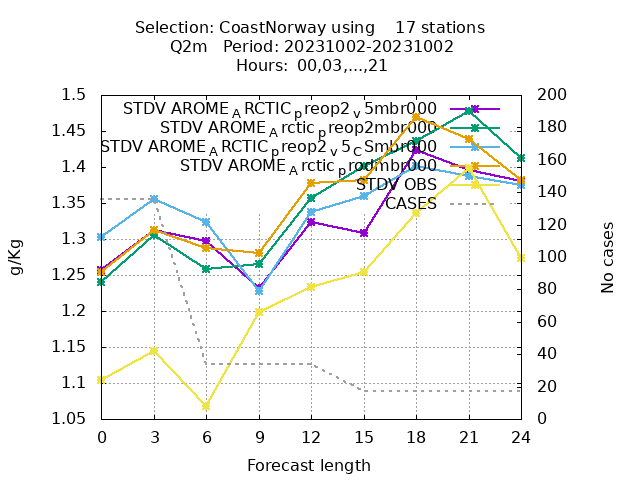 Selection: CoastNorway using    17 stations
Q2m   Period: 20231002-20231002
Hours:  00,03,...,21
1.5
1.45
1.4
1.35
1.3
1.25
1.2
1.15
1.1
1.05
200
180
160
140
120
100
80
60
40
20
0
0 3 6 9 12 15 18 21 24
g/Kg
No cases
Forecast length
STDV AROME_ARCTIC_preop2_v5mbr000
STDV AROME_Arctic_preop2mbr000
STDV AROME_ARCTIC_preop2_v5_CSmbr000
STDV AROME_Arctic_prodmbr000
STDV OBS
CASES